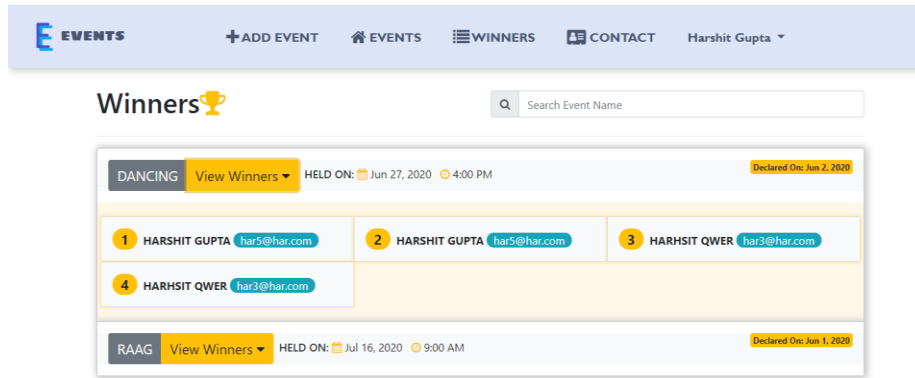 EVENTS ADD EVENT EVENTS WINNERS CONTACT Harshit Gupta
Winners Search Event Name
DANCING View Winners HELD ON: Jun 27, 2020 4:00 PM Declared On: Jun 2, 2020
1 HARSHIT GUPTA har5@har.com 2 HARSHIT GUPTA har5@har.com 3 HARHSIT QWER har3@har.com
4 HARHSIT QWER har3@har.com
RAAG View Winners HELD ON: Jul 16, 2020 9:00 AM Declared On: Jun 1, 2020